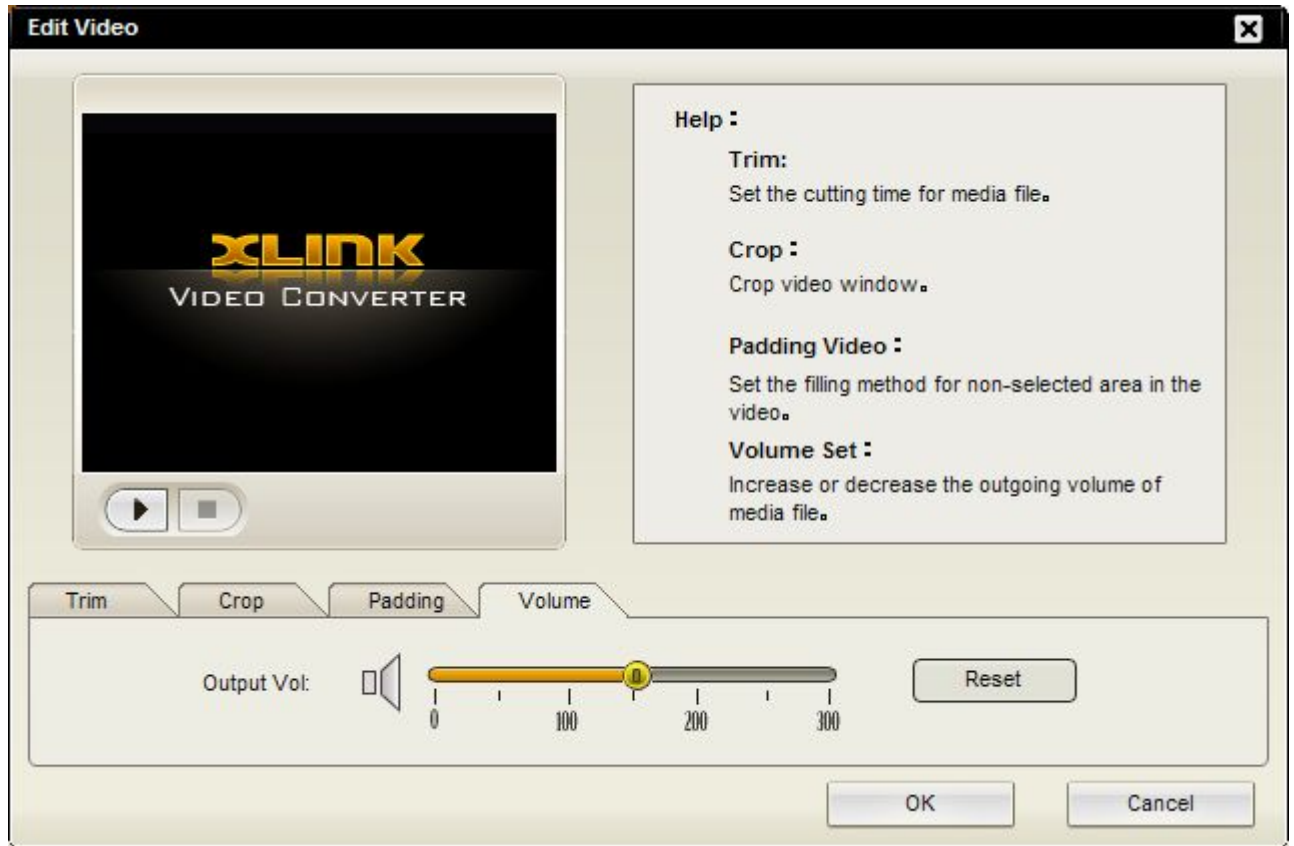 Edit Video
XLINK
VIDEO CONVERTER
Help：
Trim:
Set the cutting time for media file。
Crop：
Crop video window。
Padding Video：
Set the filling method for non-selected area in the
video。
Volume Set：
Increase or decrease the outgoing volume of
media file。
Trim Crop Padding Volume
Output Vol:
0 100 200 300
Reset
OK Cancel